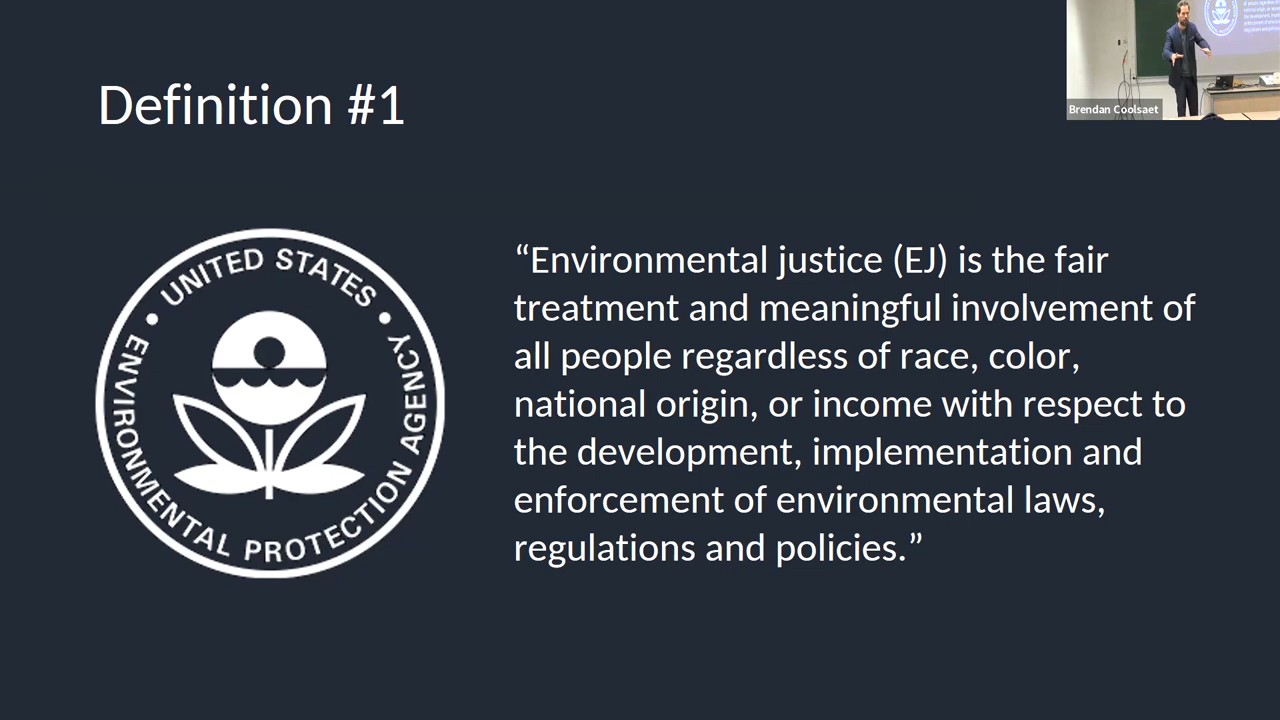 Definition #1
Brendan Coolsaet
UNITED STATES
ENVIRONMENTAL PROTECTION AGENCY
“Environmental justice (EJ) is the fair
treatment and meaningful involvement of
all people regardless of race, color,
national origin, or income with respect to
the development, implementation and
enforcement of environmental laws,
regulations and policies.”